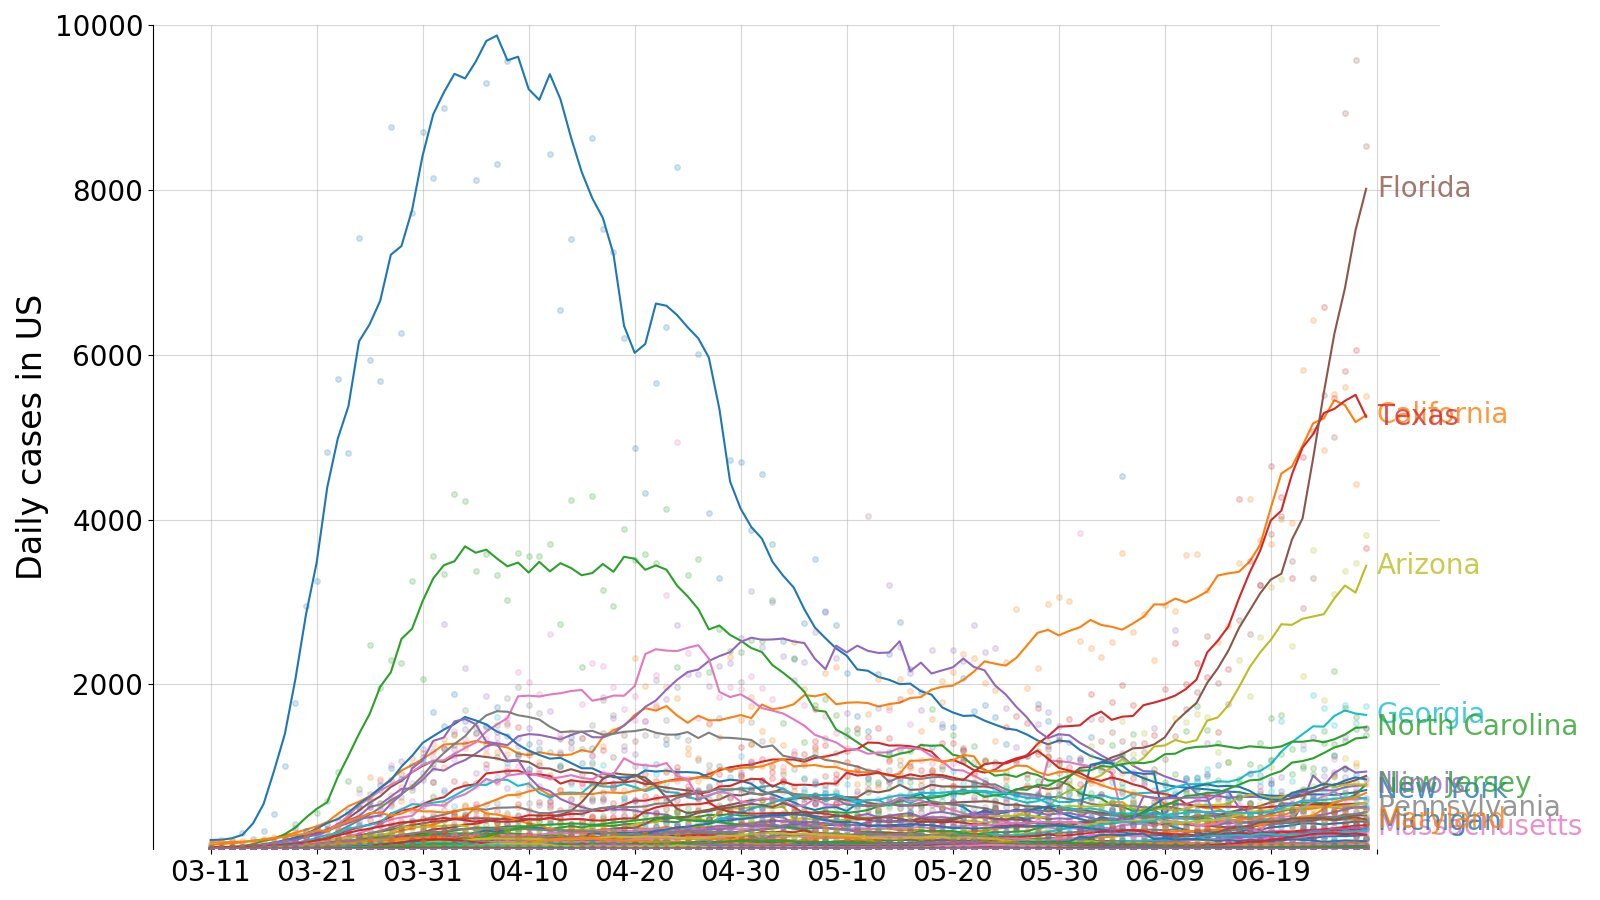 Daily cases in US
10000
8000
6000
4000
2000
03-11 03-21 03-31 04-10 04-20 04-30 05-10 05-20 05-30 06-09 06-19
Florida
California
Texas
Arizona
Georgia
North Carolina
New Jersey
Illinois
New York
Pennsylvania
Maryland
Michigan
Massachusetts